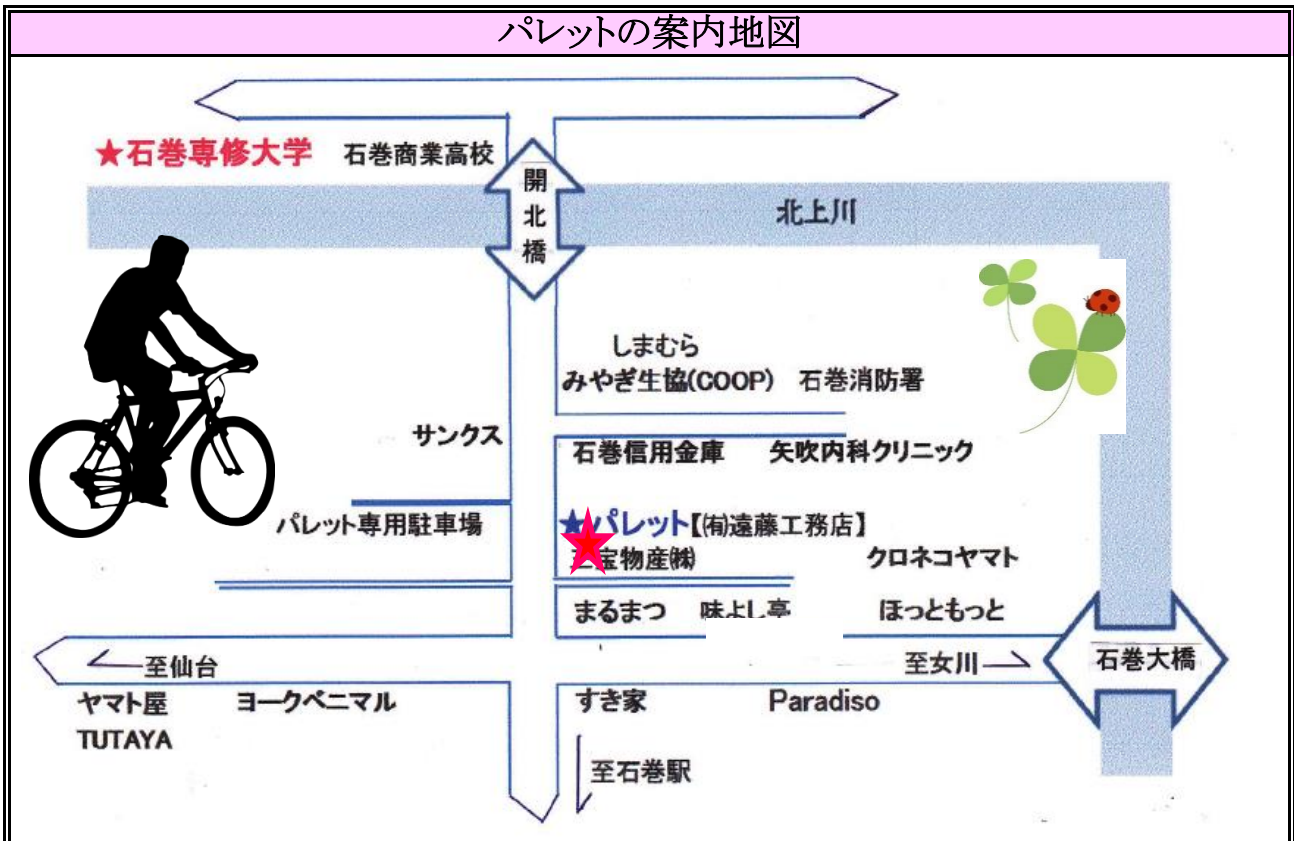 パレットの案内地図
★石巻専修大学 石巻商業高校
開北橋
北上川
しまむら
みやぎ生協(COOP) 石巻消防署
サンクス
石巻信用金庫 矢吹内科クリニック
パレット専用駐車場
★パレット【㈲遠藤工務店】
宝物産㈱ クロネコヤマト
まるまつ 味よし亭 ほっともっと
至仙台
至女川
石巻大橋
ヤマト屋 ヨークベニマル
すき家 Paradiso
TUTAYA
至石巻駅